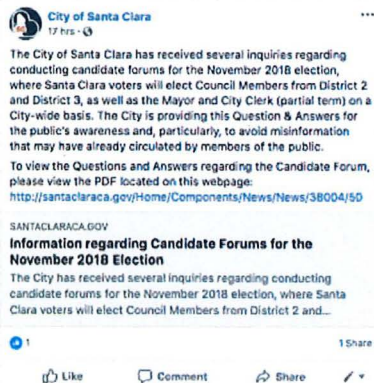 City of Santa Clara
17 hrs ·
The City of Santa Clara has received several inquiries regarding
conducting candidate forums for the November 2018 election,
where Santa Clara voters will elect Council Members from District 2
and District 3, as well as the Mayor and City Clerk (partial term) on a
City-wide basis. The City is providing this Question & Answers for
the public's awareness and, particularly, to avoid misinformation
that may have already circulated by members of the public.
To view the Questions and Answers regarding the Candidate Forum,
please view the PDF located on this webpage:
http://santaclaraca.gov/Home/Components/News/News/38004/50
SANTACLARACA.GOV
Information regarding Candidate Forums for the
November 2018 Election
The City has received several inquiries regarding conducting
candidate forums for the November 2018 election, where Santa
Clara voters will elect Council Members from District 2 and...
1
1 Share
Like
Comment
Share